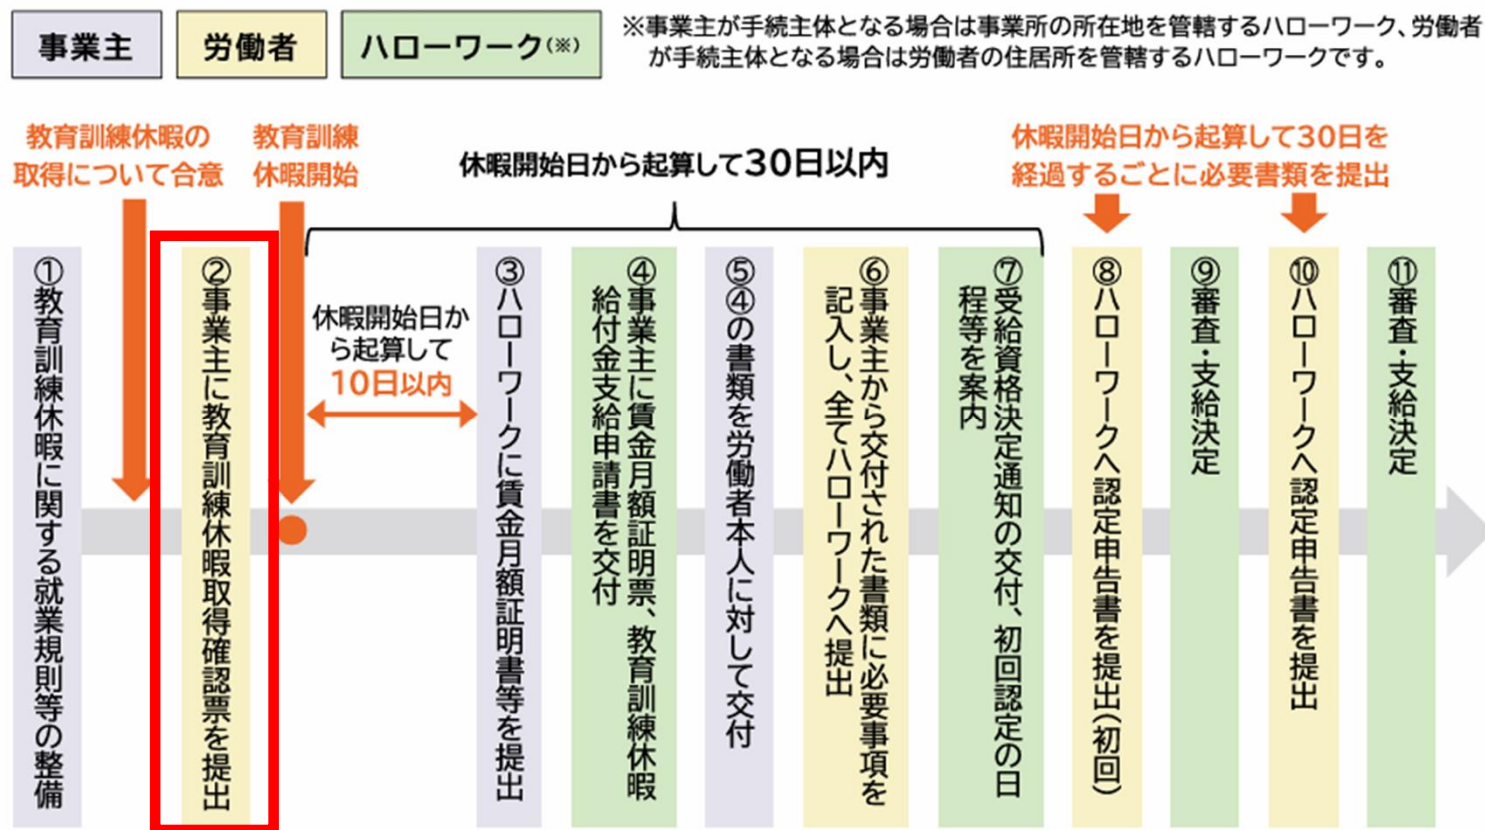 事業主
労働者
ハローワーク(※)
※事業主が手続主体となる場合は事業所の所在地を管轄するハローワーク、労働者
が手続主体となる場合は労働者の住居所を管轄するハローワークです。
教育訓練休暇の
取得について合意
教育訓練
休暇開始
休暇開始日から起算して30日以内
休暇開始日から起算して30日を
経過するごとに必要書類を提出
①教育訓練休暇に関する就業規則等の整備
②事業主に教育訓練休暇取得確認票を提出
休暇開始日か
ら起算して
10日以内
③ハローワークに賃金月額証明書等を提出
④事業主に賃金月額証明票、教育訓練休暇
給付金支給申請書を交付
⑤④の書類を労働者本人に対して交付
⑥事業主から交付された書類に必要事項を
記入し、全てハローワークへ提出
⑦受給資格決定通知の交付、初回認定の日
程等を案内
⑧ハローワークへ認定申告書を提出(初回)
⑨審査・支給決定
⑩ハローワークへ認定申告書を提出
⑪審査・支給決定